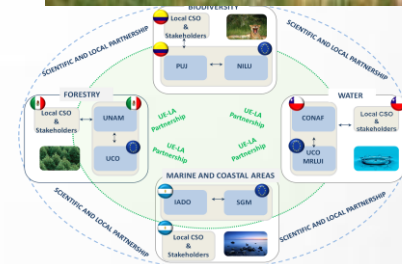 BIODIVERSITY
Local CSO
&
Stakeholders
PUJ
NILU
SCIENTIFIC AND LOCAL PARTNERSHIP
SCIENTIFIC AND LOCAL PARTNERSHIP
FORESTRY
Local CSO
&
Stakeholders
UNAM
UCO
UE-LA
Partnership
UE-LA
Partnership
UE-LA
Partnership
UE-LA
Partnership
WATER
CONAF
UCO
MRLUJI
Local CSO
&
stakeholders
MARINE AND COASTAL AREAS
IADO
SGM
Local CSO
&
Stakeholders
SCIENTIFIC AND LOCAL PARTNERSHIP
SCIENTIFIC AND LOCAL PARTNERSHIP